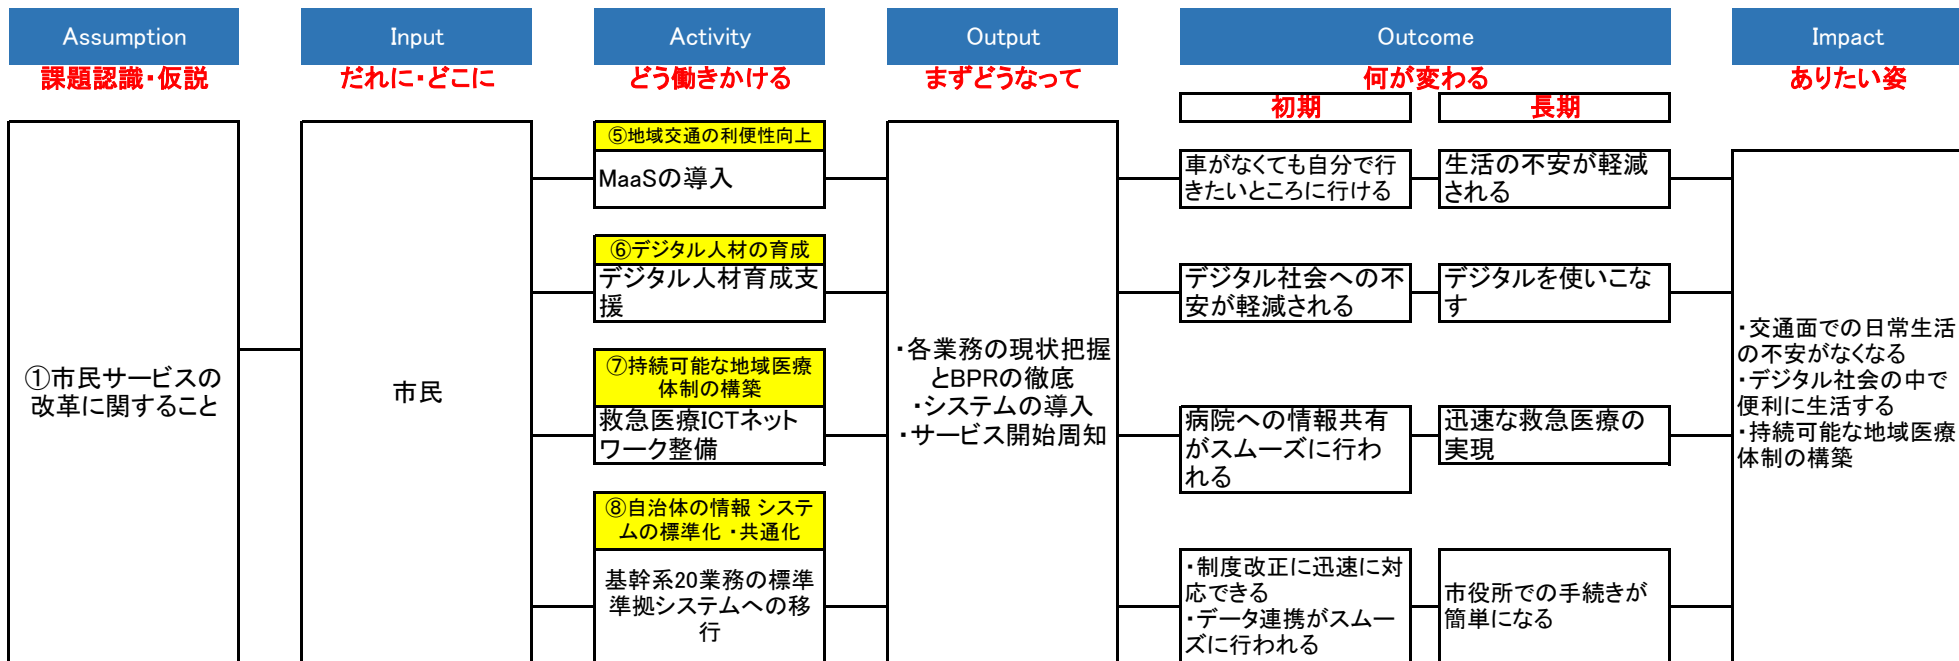 Assumption
Input
Activity
Output
Outcome
Impact
課題認識・仮説
だれに・どこに
どう働きかける
まずどうなって
何が変わる
ありたい姿
初期
長期
①市民サービスの
改革に関すること
市民
⑤地域交通の利便性向上
MaaSの導入
⑥デジタル人材の育成
デジタル人材育成支
援
⑦持続可能な地域医療
体制の構築
救急医療ICTネット
ワーク整備
⑧自治体の情報 システ
ムの標準化 ・共通化
基幹系20業務の標準
準拠システムへの移
行
・各業務の現状把握
とBPRの徹底
・システムの導入
・サービス開始周知
車がなくても自分で行
きたいところに行ける
生活の不安が軽減
される
デジタル社会への不
安が軽減される
デジタルを使いこな
す
病院への情報共有
がスムーズに行わ
れる
迅速な救急医療の
実現
・制度改正に迅速に対
応できる
・データ連携がスムー
ズに行われる
市役所での手続きが
簡単になる
・交通面での日常生活
の不安がなくなる
・デジタル社会の中で
便利に生活する
・持続可能な地域医療
体制の構築